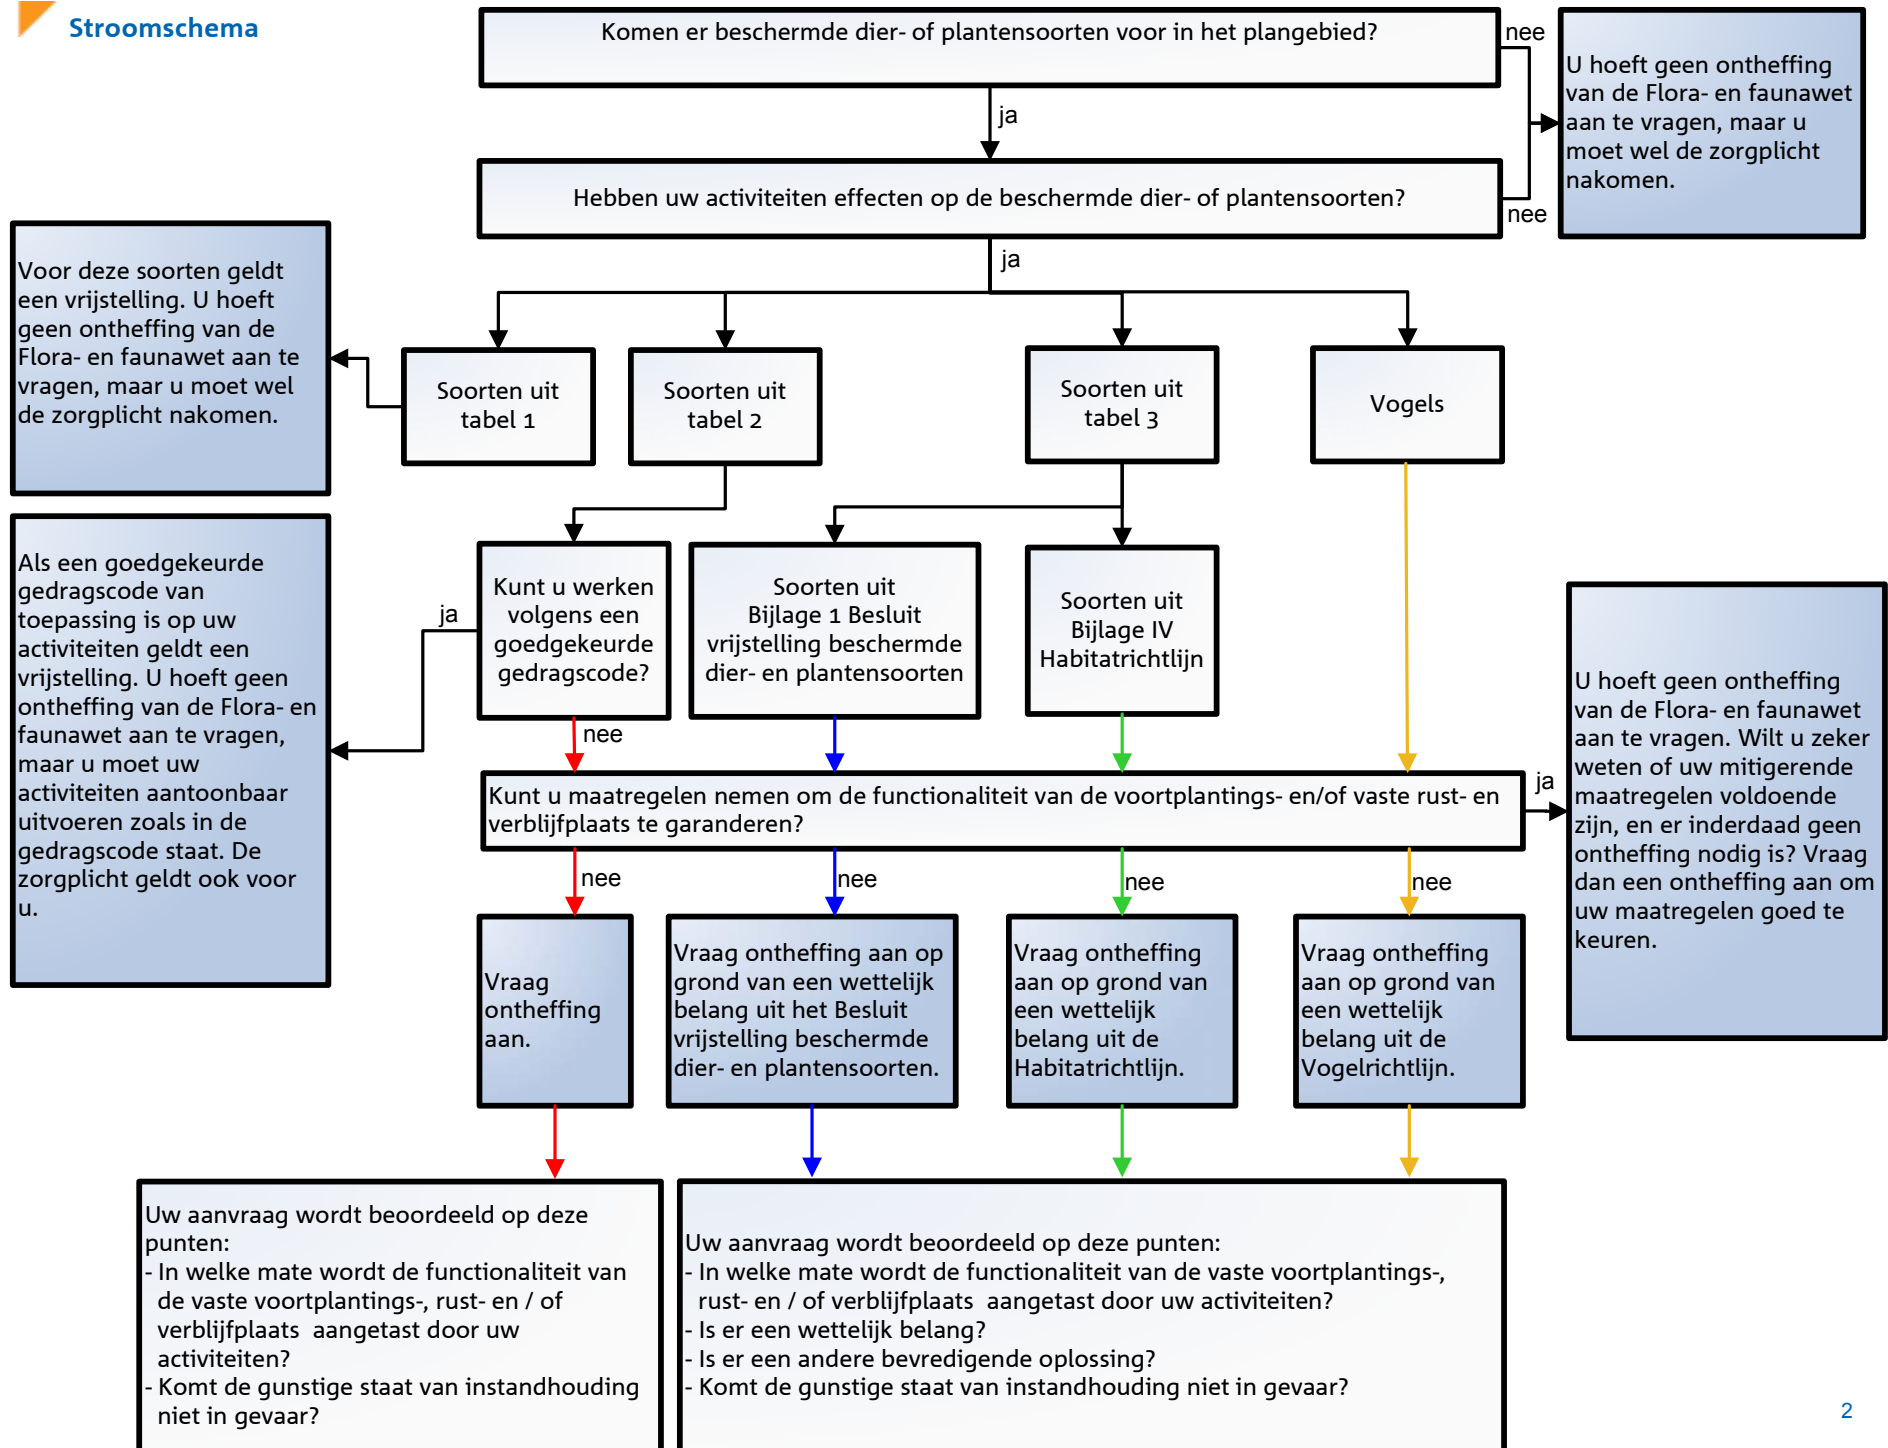 Stroomschema
Komen er beschermde dier- of plantensoorten voor in het plangebied?
nee
U hoeft geen ontheffing
van de Flora- en faunawet
aan te vragen, maar u
moet wel de zorgplicht
nakomen.
ja
Hebben uw activiteiten effecten op de beschermde dier- of plantensoorten?
nee
ja
Voor deze soorten geldt
een vrijstelling. U hoeft
geen ontheffing van de
Flora- en faunawet aan te
vragen, maar u moet wel
de zorgplicht nakomen.
Soorten uit
tabel 1
Soorten uit
tabel 2
Soorten uit
tabel 3
Vogels
Als een goedgekeurde
gedragscode van
toepassing is op uw
activiteiten geldt een
vrijstelling. U hoeft geen
ontheffing van de Flora- en
faunawet aan te vragen,
maar u moet uw
activiteiten aantoonbaar
uitvoeren zoals in de
gedragscode staat. De
zorgplicht geldt ook voor
u.
ja
Kunt u werken
volgens een
goedgekeurde
gedragscode?
Soorten uit
Bijlage 1 Besluit
vrijstelling beschermde
dier- en plantensoorten
Soorten uit
Bijlage IV
Habitatrichtlijn
nee
Kunt u maatregelen nemen om de functionaliteit van de voortplantings- en/of vaste rust- en
verblijfplaats te garanderen?
ja
U hoeft geen ontheffing
van de Flora- en faunawet
aan te vragen. Wilt u zeker
weten of uw mitigerende
maatregelen voldoende
zijn, en er inderdaad geen
ontheffing nodig is? Vraag
dan een ontheffing aan om
uw maatregelen goed te
keuren.
nee
nee
nee
nee
Vraag
ontheffing
aan.
Vraag ontheffing aan op
grond van een wettelijk
belang uit het Besluit
vrijstelling beschermde
dier- en plantensoorten.
Vraag ontheffing
aan op grond van
een wettelijk
belang uit de
Habitatrichtlijn.
Vraag ontheffing
aan op grond van
een wettelijk
belang uit de
Vogelrichtlijn.
Uw aanvraag wordt beoordeeld op deze
punten:
- In welke mate wordt de functionaliteit van
de vaste voortplantings-, rust- en / of
verblijfplaats aangetast door uw
activiteiten?
- Komt de gunstige staat van instandhouding
niet in gevaar?
Uw aanvraag wordt beoordeeld op deze punten:
- In welke mate wordt de functionaliteit van de vaste voortplantings-,
rust- en / of verblijfplaats aangetast door uw activiteiten?
- Is er een wettelijk belang?
- Is er een andere bevredigende oplossing?
- Komt de gunstige staat van instandhouding niet in gevaar?
2